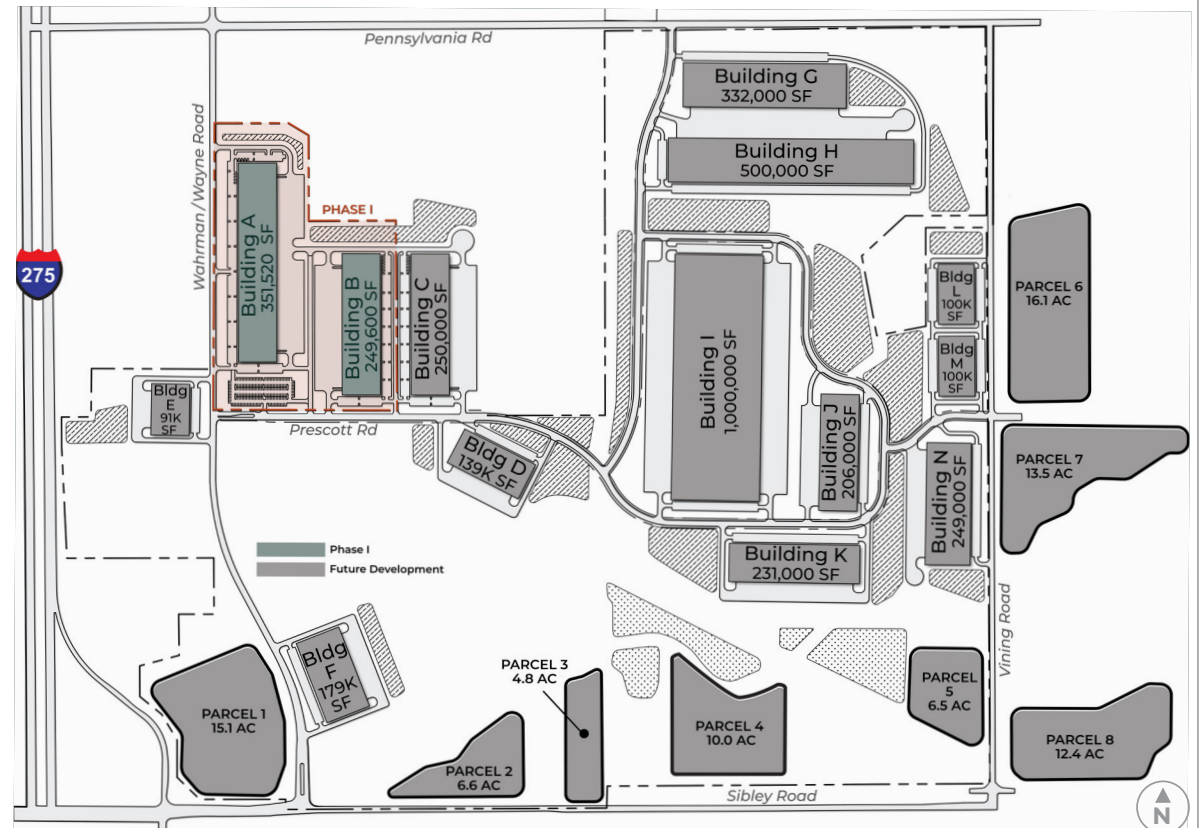 Pennsylvania Rd
Building G
332,000 SF
Building H
500,000 SF
Wahrman/Wayne Road
PHASE I
Building A
351,520 SF
Building B
249,600 SF
Building C
250,000 SF
275
Building I
1,000,000 SF
Bldg
L
100K
SF
Bldg
M
100K
SF
PARCEL 6
16.1 AC
Bldg
E
91K
SF
Prescott Rd
Bldg D
139K SF
Building J
206,000 SF
Building N
249,000 SF
PARCEL 7
13.5 AC
Building K
231,000 SF
Phase I
Future Development
Vining Road
Bldg
F
179K
SF
PARCEL 1
15.1 AC
PARCEL 2
6.6 AC
PARCEL 3
4.8 AC
PARCEL 4
10.0 AC
PARCEL
5
6.5 AC
PARCEL 8
12.4 AC
Sibley Road
N